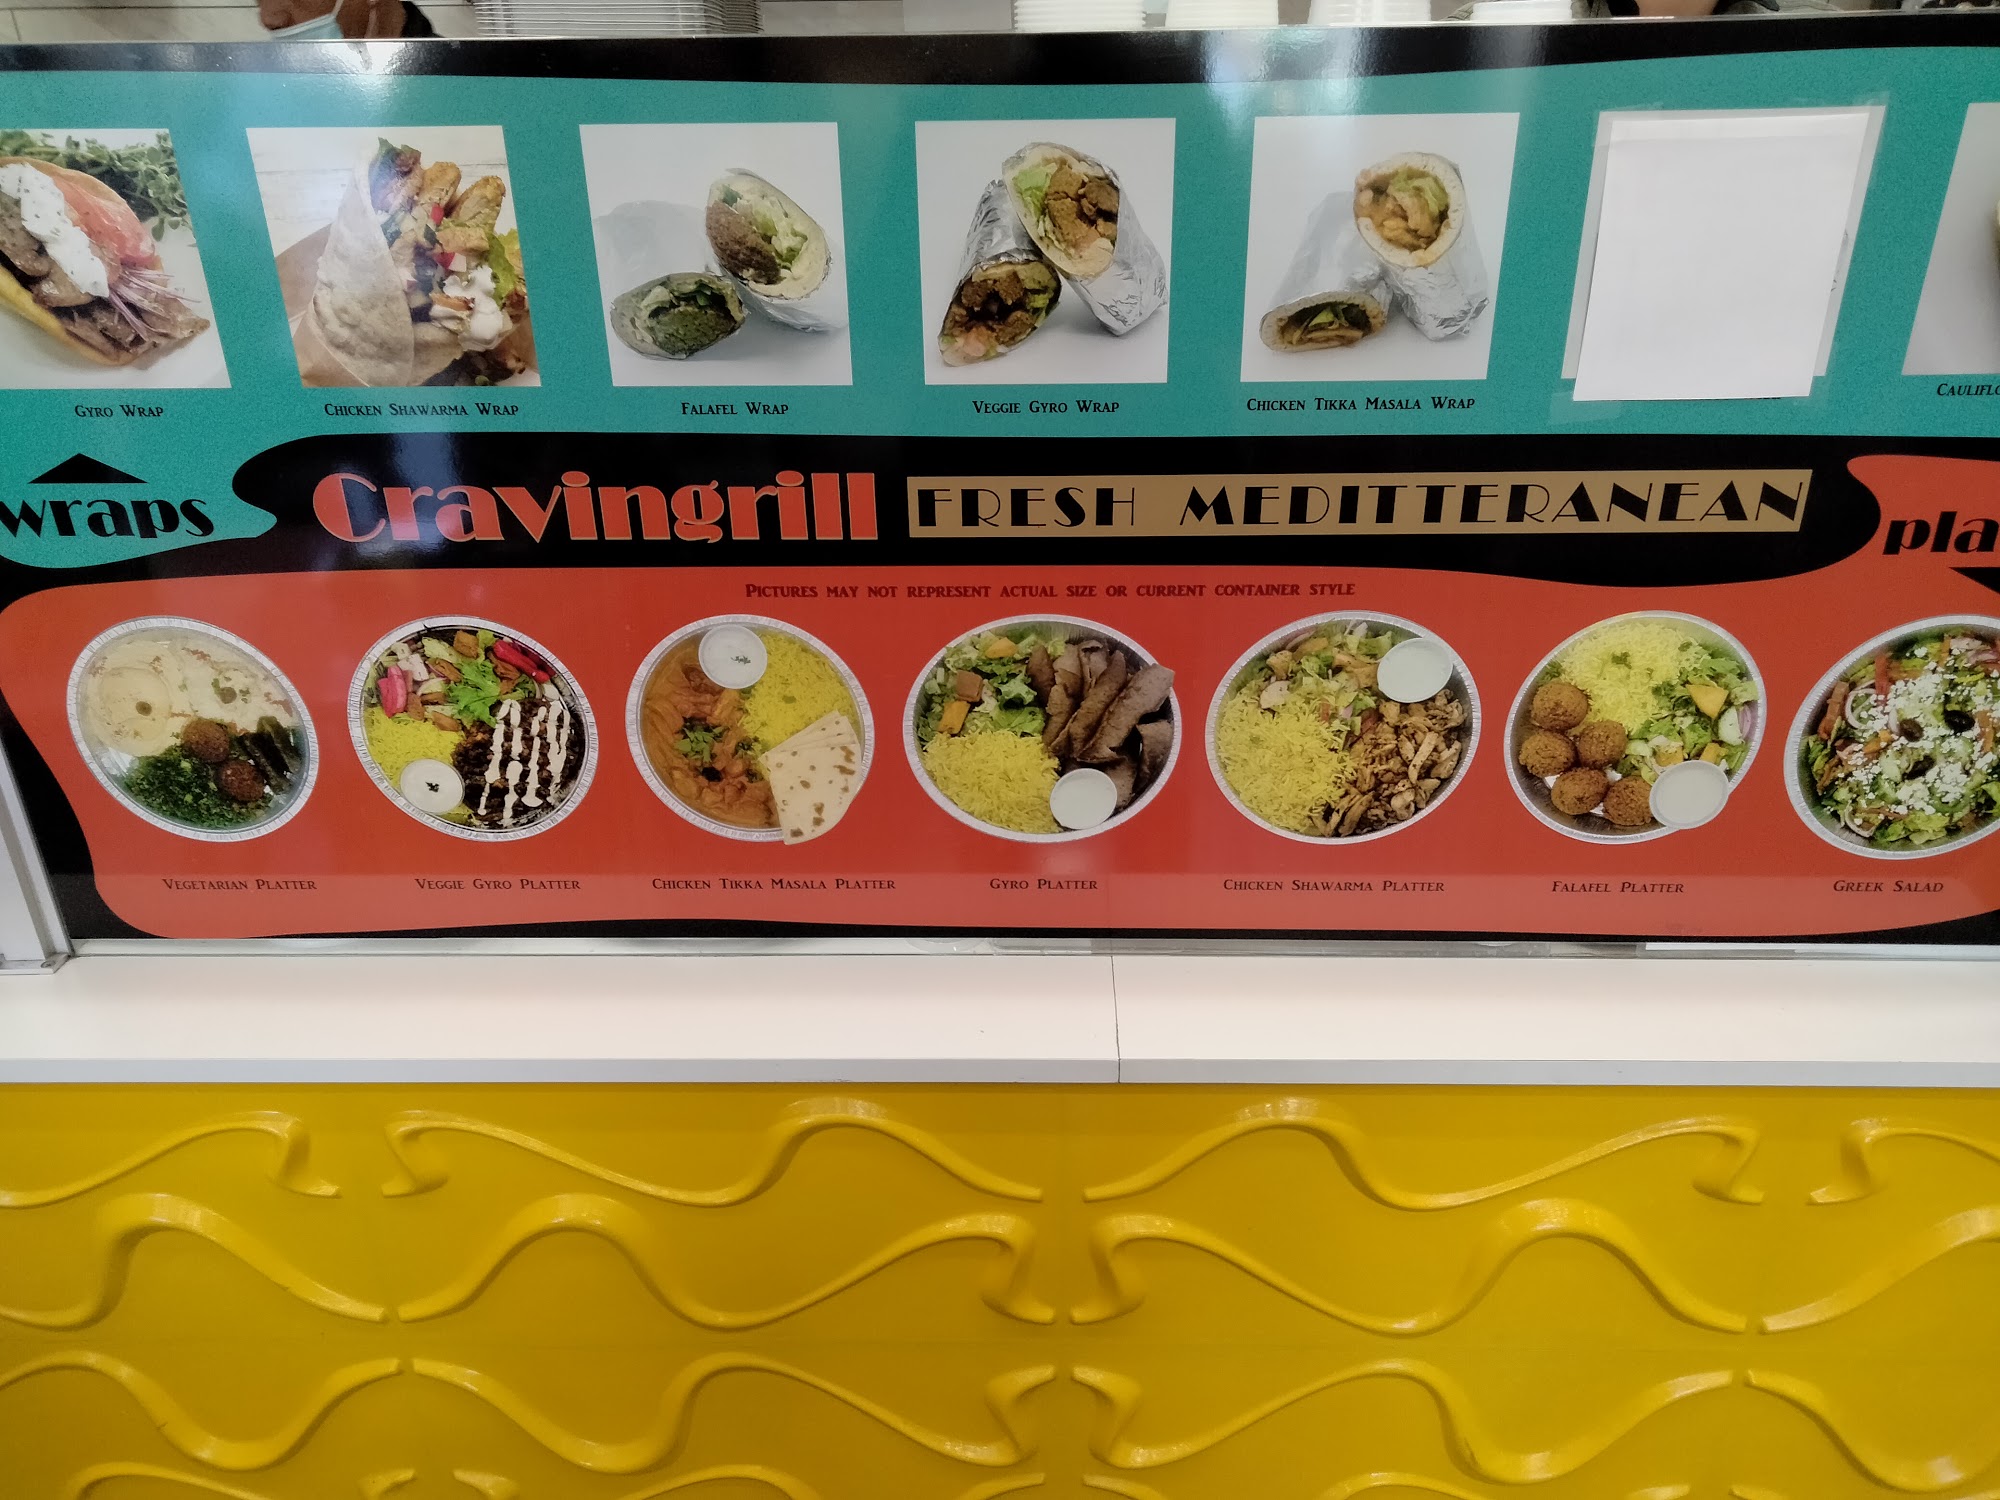 Gyro Wrap
Chicken Shawarma Wrap
Falafel Wrap
Veggie Gyro Wrap
Chicken Tikka Masala Wrap
wraps
Cravingrill
FRESH MEDITTERANEAN
Pictures may not represent actual size or current container style
Vegetarian Platter
Veggie Gyro Platter
Chicken Tikka Masala Platter
Gyro Platter
Chicken Shawarma Platter
Falafel Platter
Greek Salad